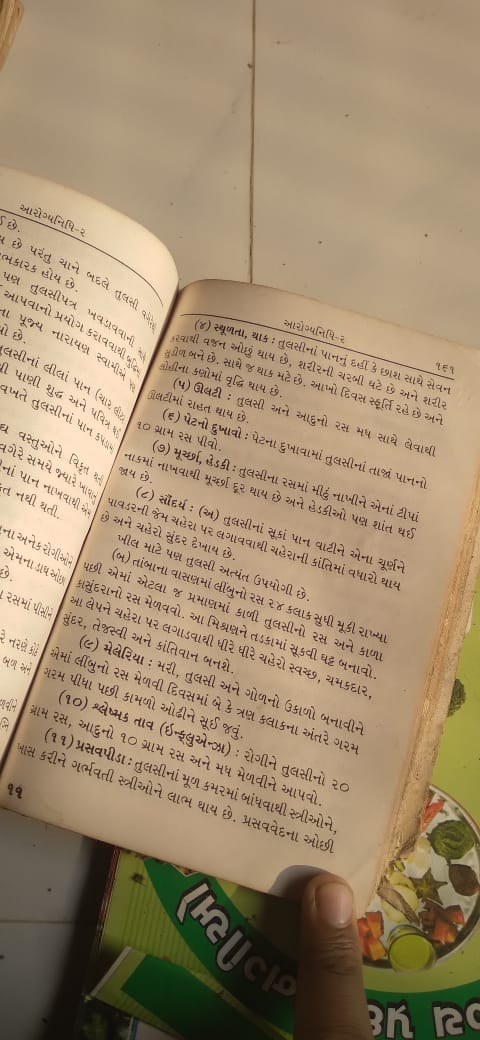 આરોગ્યનિધિ-૨
છે.
ય છે પરંતુ ચાને બદલે તુલસી
ભકારક હોય છે.
પણ તુલસીપત્ર ખવડાવવાની
આપવાનો પ્રયોગ કરાવવાથી બુદ્ધિ
તા પૂજ્ય નારાયણ સ્વામીએ
છે.
તુલસીનાં લીલાં પાન (ચાર
થી પાણી શુદ્ધ અને પવિત્ર થઈ
વખતે તુલસીનાં પાન
વસ્તુઓને વિકૃત થતી
વગેરે સમયે જ્યારે ખાવાનું
નાં પાન નાખવાથી એ
કૃત નથી થતી.
ના અનેક રોગીઓને
એમના ડાઘ ઓછા
છે.
રસમાં પીસીને
રે નરણે કોઠે
બળ અને
આરોગ્યનિધિ-૨
૧૬૧
(૪) સ્થૂળતા, થાક : તુલસીનાં પાનનું દહીં કે છાશ સાથે સેવન
કરવાથી વજન ઓછું થાય છે, શરીરની ચરબી ઘટે છે અને શરીર
સુડોળ બને છે. સાથે જ થાક મટે છે. આખો દિવસ સ્ફૂર્તિ રહે છે અને
લોહીના કણોમાં વૃદ્ધિ થાય છે.
(૫) ઊલટી : તુલસી અને આદુનો રસ મધ સાથે લેવાથી
ઊલટીમાં રાહત થાય છે.
(૬) પેટનો દુખાવો : પેટના દુખાવામાં તુલસીનાં તાજાં પાનનો
૧૦ ગ્રામ રસ પીવો.
(૭) મૂર્ચ્છા, હેડકી : તુલસીના રસમાં મીઠું નાખીને એનાં ટીપાં
નાકમાં નાખવાથી મૂર્ચ્છા દૂર થાય છે અને હેડકીઓ પણ શાંત થઈ
જાય છે.
(૮) સૌંદર્ય : (અ) તુલસીનાં સૂકાં પાન વાટીને એના ચૂર્ણને
પાવડરની જેમ ચહેરા પર લગાવવાથી ચહેરાની કાંતિમાં વધારો થાય
છે અને ચહેરો સુંદર દેખાય છે.
ખીલ માટે પણ તુલસી અત્યંત ઉપયોગી છે.
(બ) તાંબાના વાસણમાં લીંબુનો રસ ૨૪ કલાક સુધી મૂકી રાખ્યા
પછી એમાં એટલા જ પ્રમાણમાં કાળી તુલસીનો રસ અને કાળા
કાસુંદરાનો રસ મેળવવો. આ મિશ્રણને તડકામાં સૂકવી ઘટ્ટ બનાવો.
આ લેપને ચહેરા પર લગાડવાથી ધીરે ધીરે ચહેરો સ્વચ્છ, ચમકદાર,
સુંદર, તેજસ્વી અને કાંતિવાન બનશે.
(૯) મેલેરિયા : મરી, તુલસી અને ગોળનો ઉકાળો બનાવીને
એમાં લીંબુનો રસ મેળવી દિવસમાં બે કે ત્રણ કલાકના અંતરે ગરમ
ગરમ પીધા પછી કામળો ઓઢીને સૂઈ જવું.
(૧૦) શ્લેષ્મક તાવ (ઈન્ફ્લુએન્ઝા) : રોગીને તુલસીનો ૨૦
ગ્રામ રસ, આદુનો ૧૦ ગ્રામ રસ અને મધ મેળવીને આપવો.
(૧૧) પ્રસવપીડા : તુલસીનાં મૂળ કમરમાં બાંધવાથી સ્ત્રીઓને,
ખાસ કરીને ગર્ભવતી સ્ત્રીઓને લાભ થાય છે. પ્રસવવેદના ઓછી
૧૧